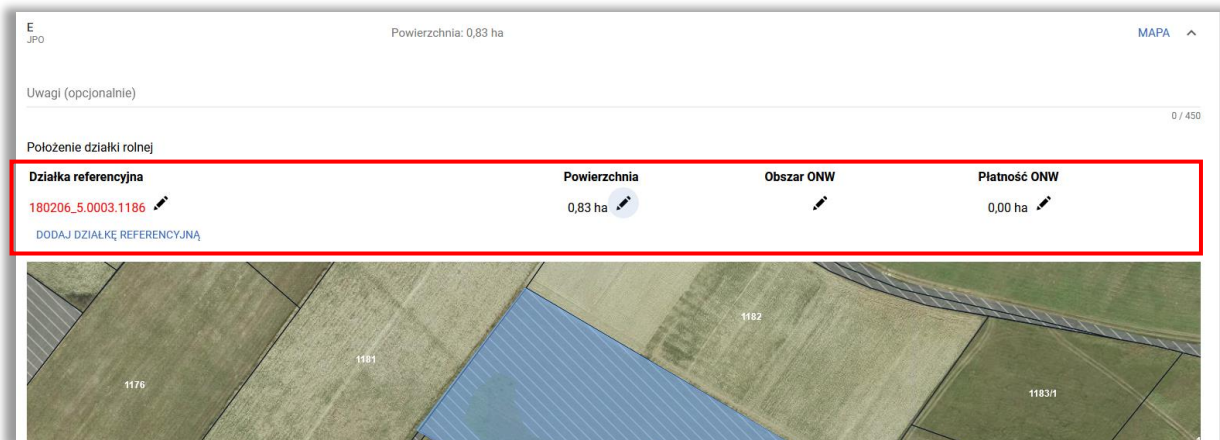 E
JPO
Powierzchnia: 0,83 ha
MAPA
Uwagi (opcjonalnie)
0 / 450
Położenie działki rolnej
Działka referencyjna Powierzchnia Obszar ONW Płatność ONW
180206_5.0003.1186 0,83 ha 0,00 ha
DODAJ DZIAŁKĘ REFERENCYJNĄ
1182
1181
1176
1183/1